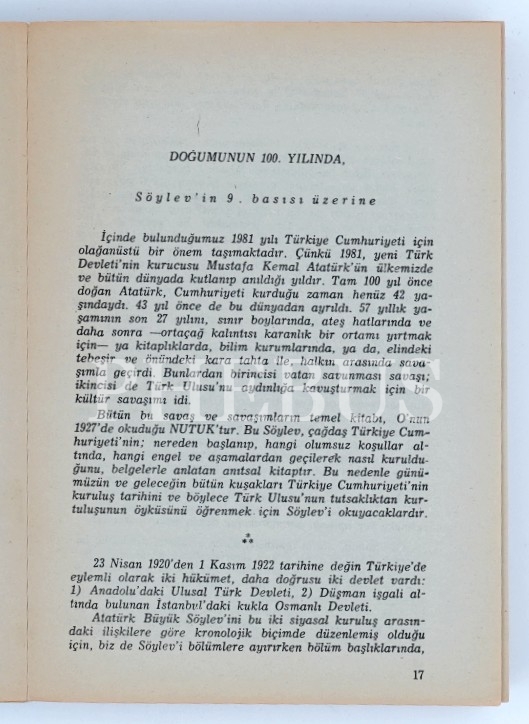 DOĞUMUNUN 100. YILINDA,
Söylev'in 9. basısı üzerine
İçinde bulunduğumuz 1981 yılı Türkiye Cumhuriyeti için
olağanüstü bir önem taşımaktadır. Çünkü 1981, yeni Türk
Devleti'nin kurucusu Mustafa Kemal Atatürk'ün ülkemizde
ve bütün dünyada kutlanıp anıldığı yıldır. Tam 100 yıl önce
doğan Atatürk, Cumhuriyeti kurduğu zaman henüz 42 ya-
şındaydı. 43 yıl önce de bu dünyadan ayrıldı. 57 yıllık ya-
şamının son 27 yılını, sınır boylarında, ateş hatlarında ve
daha sonra —ortaçağ kalıntısı karanlık bir ortamı yırtmak
için— ya kitaplıklarda, bilim kurumlarında, ya da, elindeki
tebeşir ve önündeki kara tahta ile, halkın arasında sava-
şımla geçirdi. Bunlardan birincisi vatan savunması savaşı;
ikincisi de Türk Ulusu'nu aydınlığa kavuşturmak için bir
kültür savaşımı idi.
Bütün bu savaş ve savaşımların temel kitabı, O'nun
1927'de okuduğu NUTUK'tur. Bu Söylev, çağdaş Türkiye Cum-
huriyeti'nin; nereden başlanıp, hangi olumsuz koşullar al-
tında, hangi engel ve aşamalardan geçilerek nasıl kuruldu-
ğunu, belgelerle anlatan anıtsal kitaptır. Bu nedenle günü-
müzün ve geleceğin bütün kuşakları Türkiye Cumhuriyeti'nin
kuruluş tarihini ve böylece Türk Ulusu'nun tutsaklıktan kur-
tuluşunun öyküsünü öğrenmek için Söylev'i okuyacaklardır.
⁂
23 Nisan 1920'den 1 Kasım 1922 tarihine değin Türkiye'de
eylemli olarak iki hükümet, daha doğrusu iki devlet vardı:
1) Anadolu'daki Ulusal Türk Devleti, 2) Düşman işgali al-
tında bulunan İstanbul'daki kukla Osmanlı Devleti.
Atatürk Büyük Söylev'ini bu iki siyasal kuruluş arasın-
daki ilişkilere göre kronolojik biçimde düzenlemiş olduğu
için, biz de Söylev'i bölümlere ayırırken bölüm başlıklarında,
17